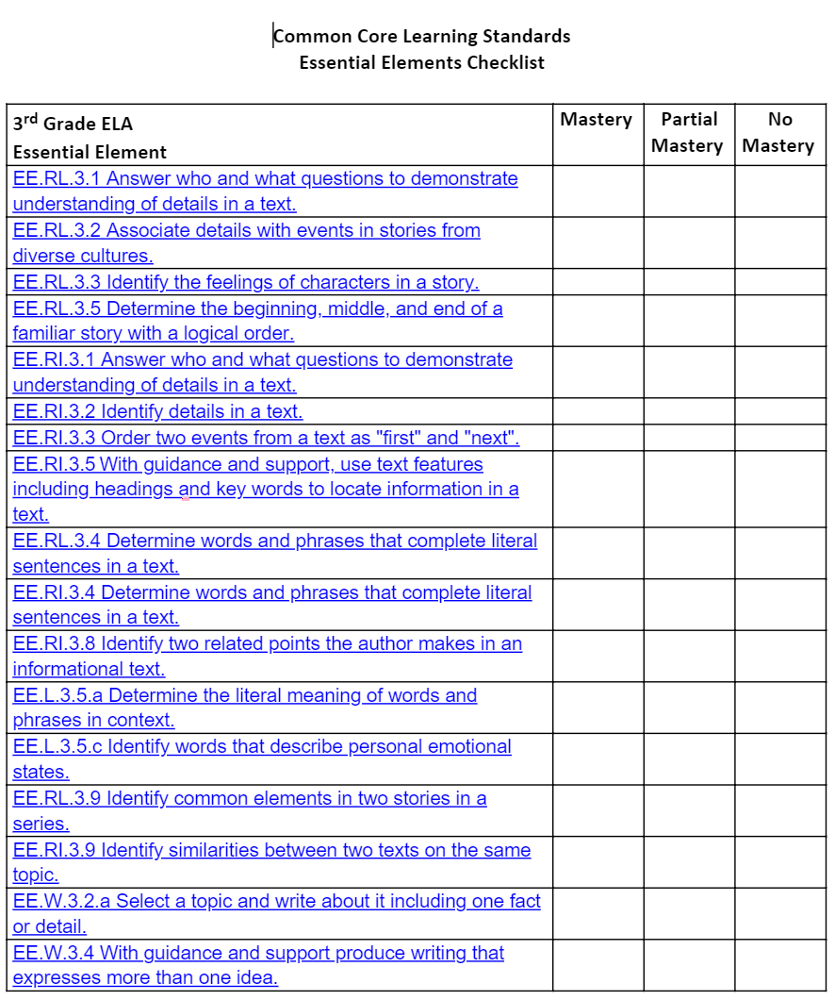 Common Core Learning Standards
Essential Elements Checklist
3rd Grade ELA
Essential Element
Mastery
Partial
Mastery
No
Mastery
EE.RL.3.1 Answer who and what questions to demonstrate
understanding of details in a text.
EE.RL.3.2 Associate details with events in stories from
diverse cultures.
EE.RL.3.3 Identify the feelings of characters in a story.
EE.RL.3.5 Determine the beginning, middle, and end of a
familiar story with a logical order.
EE.RI.3.1 Answer who and what questions to demonstrate
understanding of details in a text.
EE.RI.3.2 Identify details in a text.
EE.RI.3.3 Order two events from a text as "first" and "next".
EE.RI.3.5 With guidance and support, use text features
including headings and key words to locate information in a
text.
EE.RL.3.4 Determine words and phrases that complete literal
sentences in a text.
EE.RI.3.4 Determine words and phrases that complete literal
sentences in a text.
EE.RI.3.8 Identify two related points the author makes in an
informational text.
EE.L.3.5.a Determine the literal meaning of words and
phrases in context.
EE.L.3.5.c Identify words that describe personal emotional
states.
EE.RL.3.9 Identify common elements in two stories in a
series.
EE.RI.3.9 Identify similarities between two texts on the same
topic.
EE.W.3.2.a Select a topic and write about it including one fact
or detail.
EE.W.3.4 With guidance and support produce writing that
expresses more than one idea.